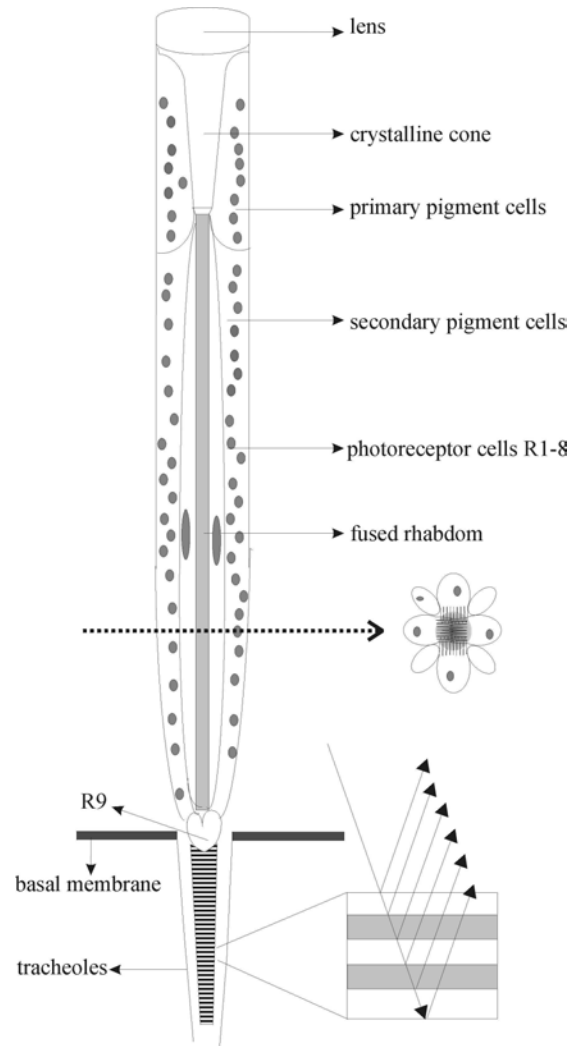 lens
crystalline cone
primary pigment cells
secondary pigment cells
photoreceptor cells R1-8
fused rhabdom
R9
basal membrane
tracheoles